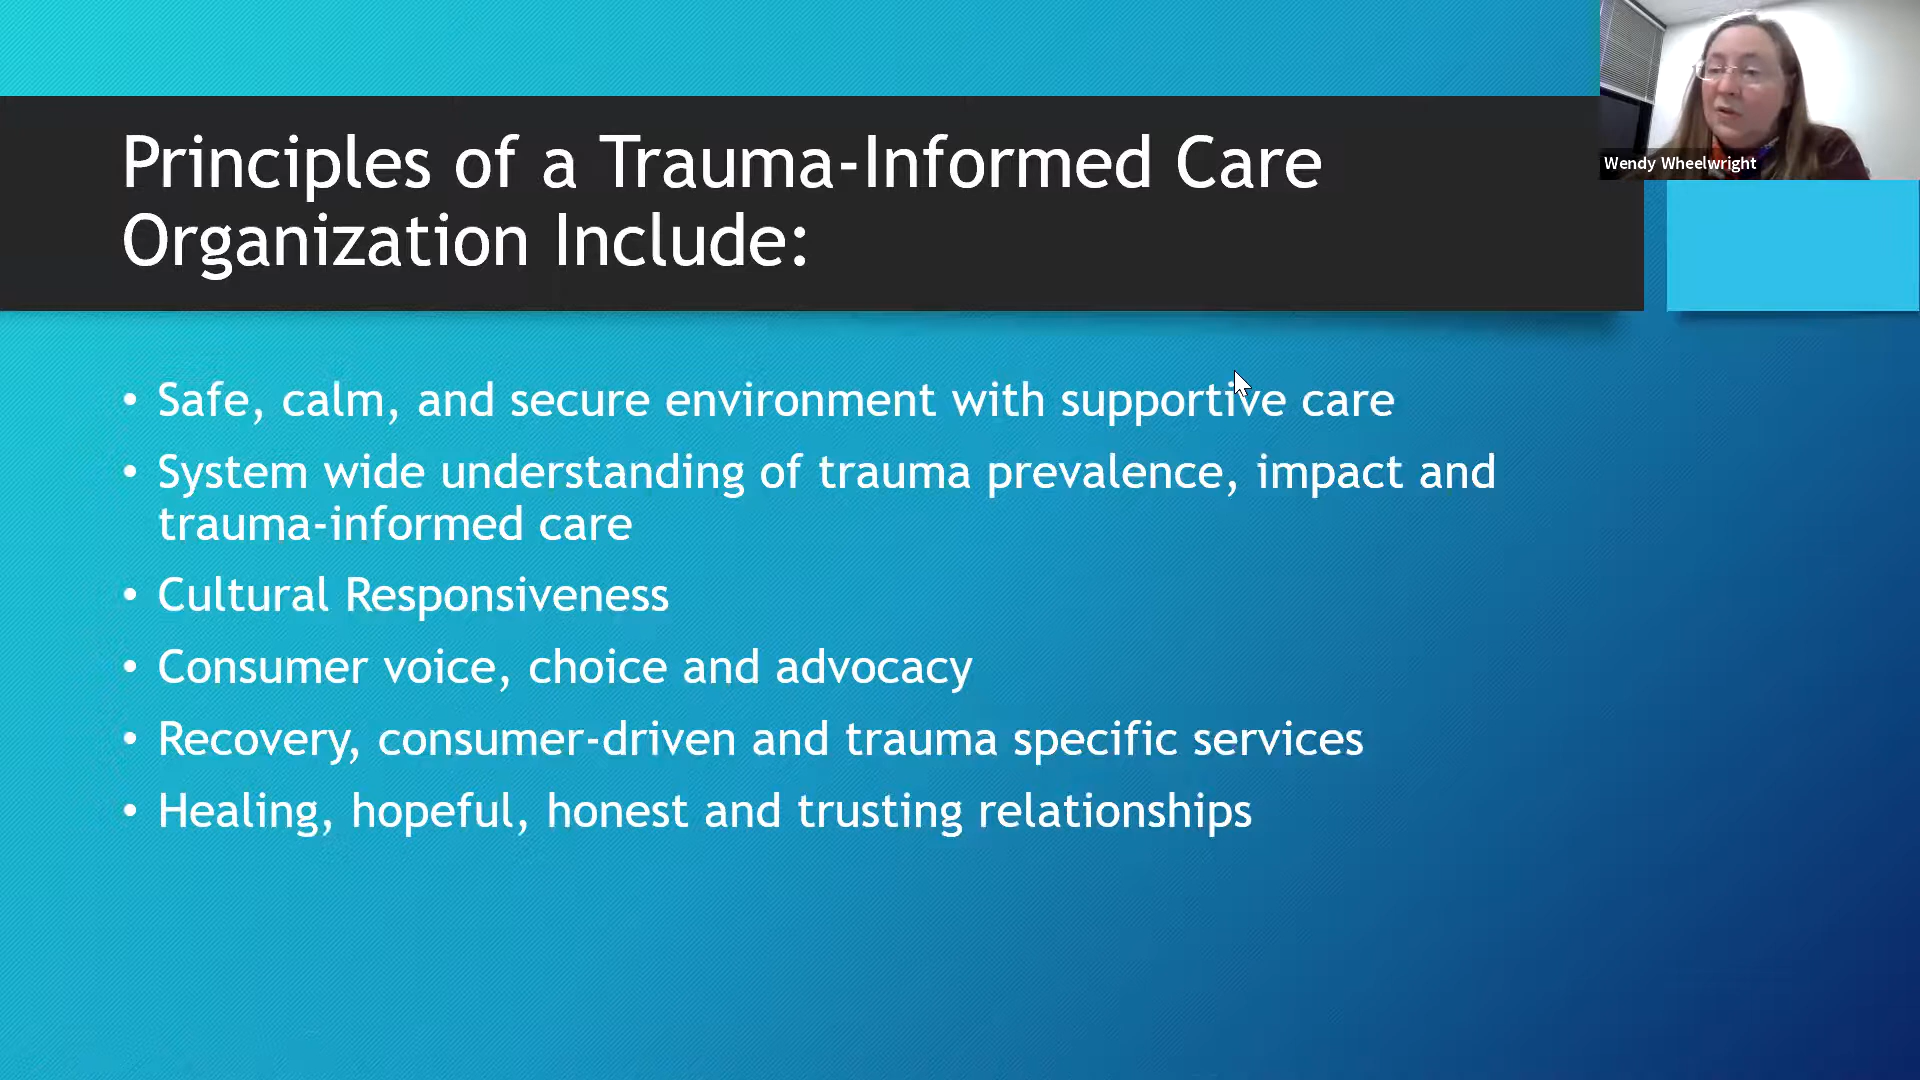 Principles of a Trauma-Informed Care
Organization Include:
Wendy Wheelwright
• Safe, calm, and secure environment with supportive care
• System wide understanding of trauma prevalence, impact and
trauma-informed care
• Cultural Responsiveness
• Consumer voice, choice and advocacy
• Recovery, consumer-driven and trauma specific services
• Healing, hopeful, honest and trusting relationships